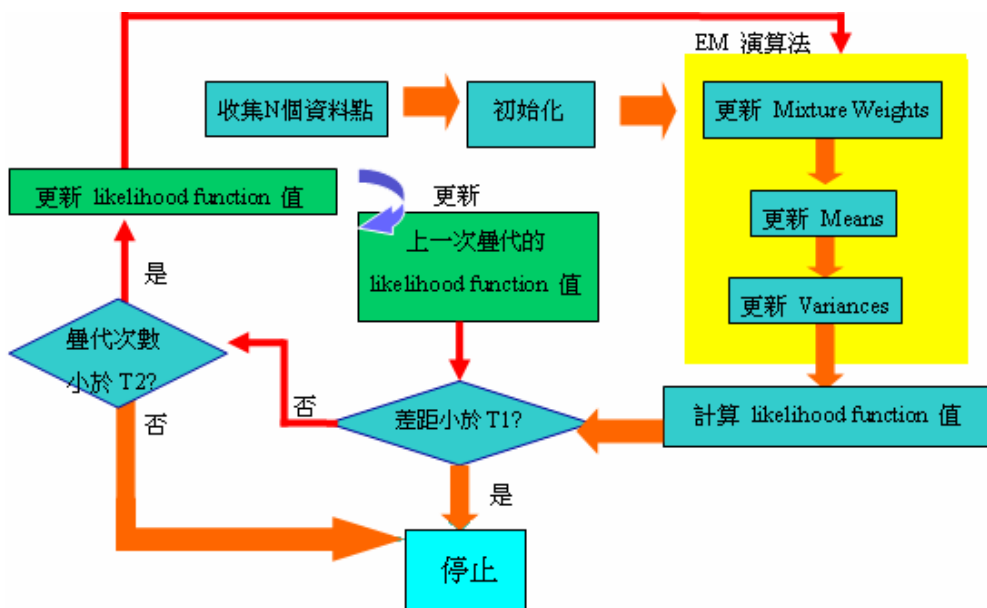 EM 演算法
收集N個資料點
初始化
更新 Mixture Weights
更新 Means
更新 Variances
計算 likelihood function 值
差距小於 T1?
是
否
停止
疊代次數
小於 T2?
是
否
更新 likelihood function 值
更新
上一次疊代的
likelihood function 值